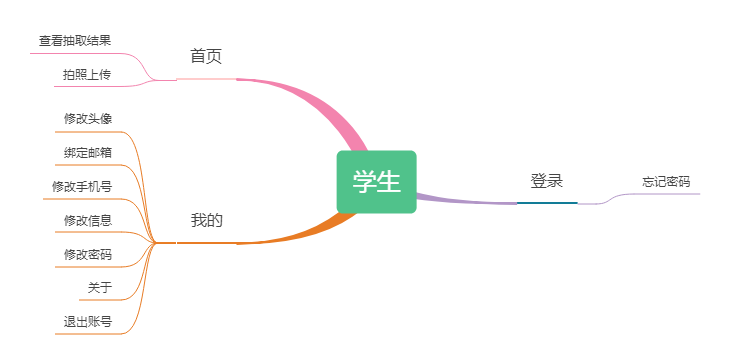 查看抽取结果
首页
拍照上传
修改头像
绑定邮箱
修改手机号
修改信息
我的
修改密码
关于
退出账号
学生
登录
忘记密码